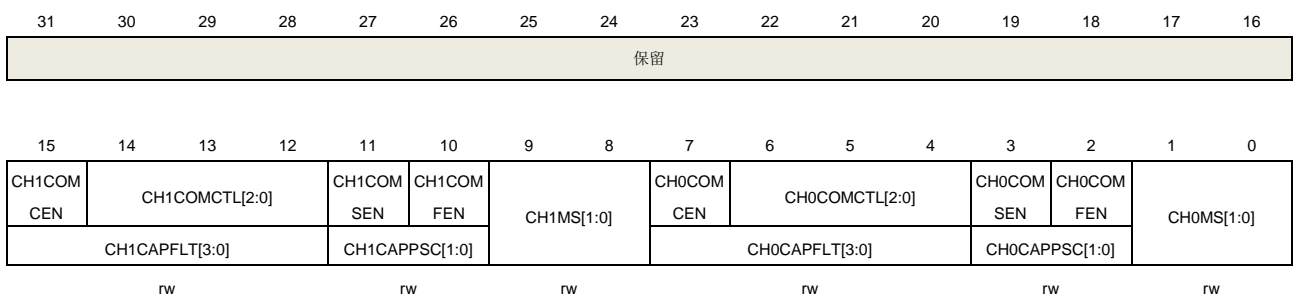 31 30 29 28 27 26 25 24 23 22 21 20 19 18 17 16
保留
15 14 13 12 11 10 9 8 7 6 5 4 3 2 1 0
CH1COM CEN CH1COMCTL[2:0] CH1COM SEN CH1COM FEN CH1MS[1:0] CH0COM CEN CH0COMCTL[2:0] CH0COM SEN CH0COM FEN CH0MS[1:0]
CH1CAPFLT[3:0] CH1CAPPSC[1:0] CH0CAPFLT[3:0] CH0CAPPSC[1:0]
rw rw rw rw rw rw